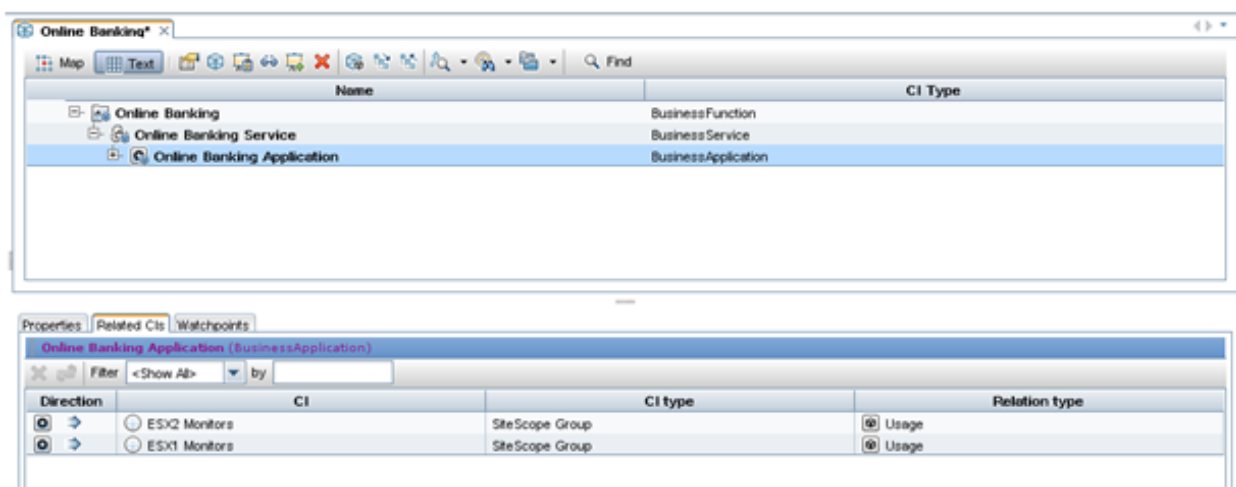 Online Banking*
Map Text Find
Name CI Type
Online Banking BusinessFunction
Online Banking Service BusinessService
Online Banking Application BusinessApplication
Properties Related CIs Watchpoints
Online Banking Application (BusinessApplication)
Filter <Show All> by
Direction CI CI type Relation type
ESX2 Monitors SiteScope Group Usage
ESX1 Monitors SiteScope Group Usage